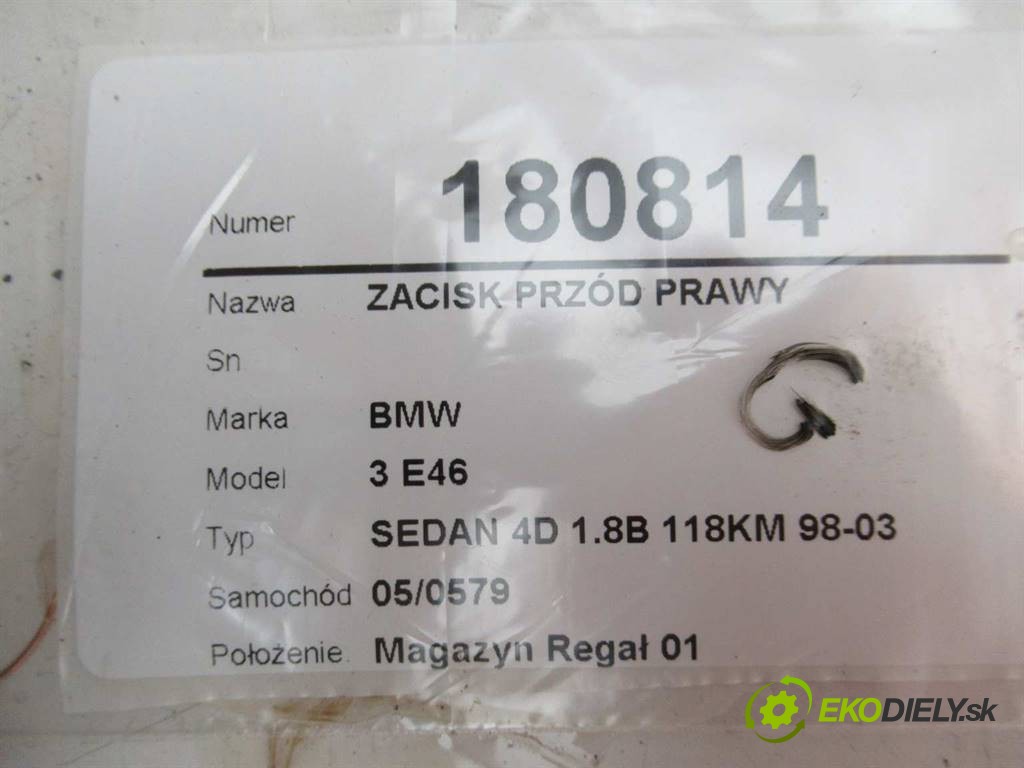 Numer 180814
Nazwa ZACISK PRZÓD PRAWY
Sn
Marka BMW
Model 3 E46
Typ SEDAN 4D 1.8B 118KM 98-03
Samochód 05/0579
Położenie Magazyn Regał 01
G
EKODIELY.sk